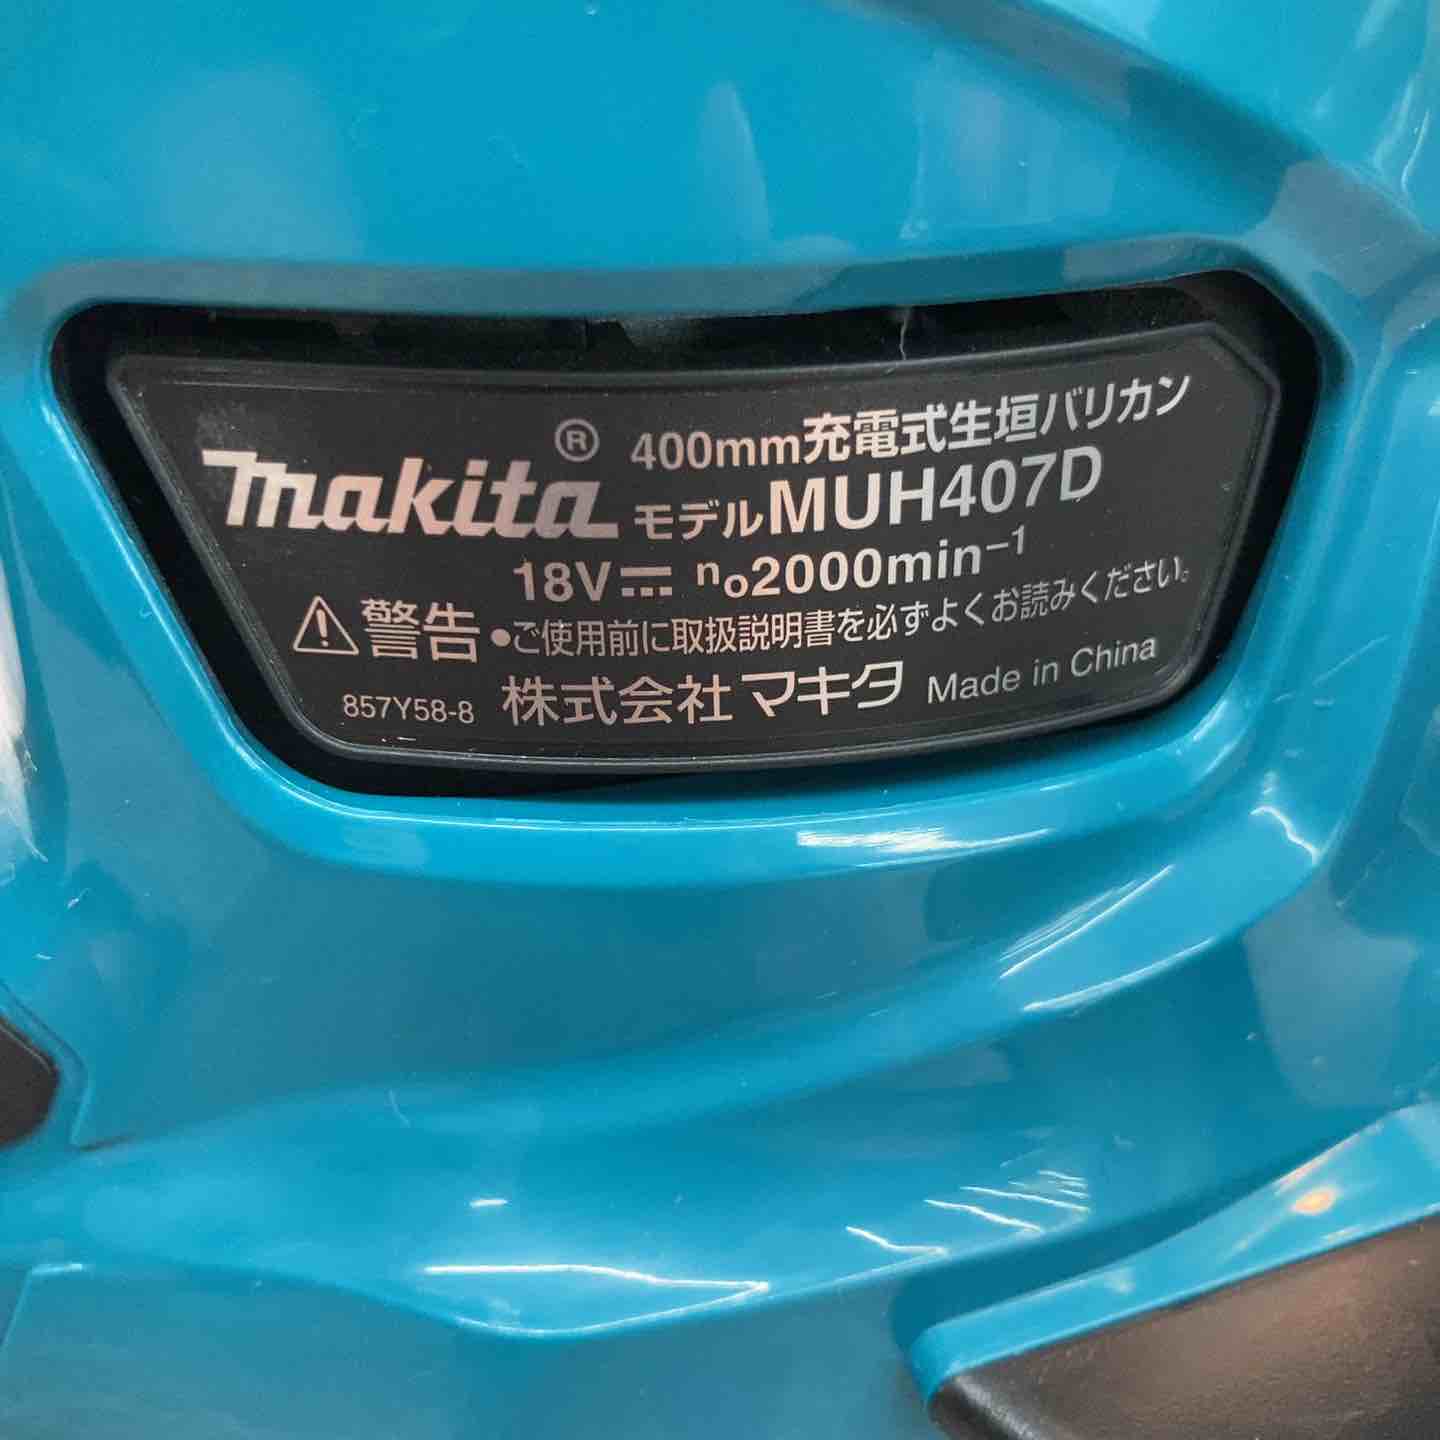 makita® 400mm充電式生垣バリカン
モデルMUH407D
18V⎓ no2000min-1
⚠警告 •ご使用前に取扱説明書を必ずよくお読みください。
857Y58-8 株式会社マキタ Made in China